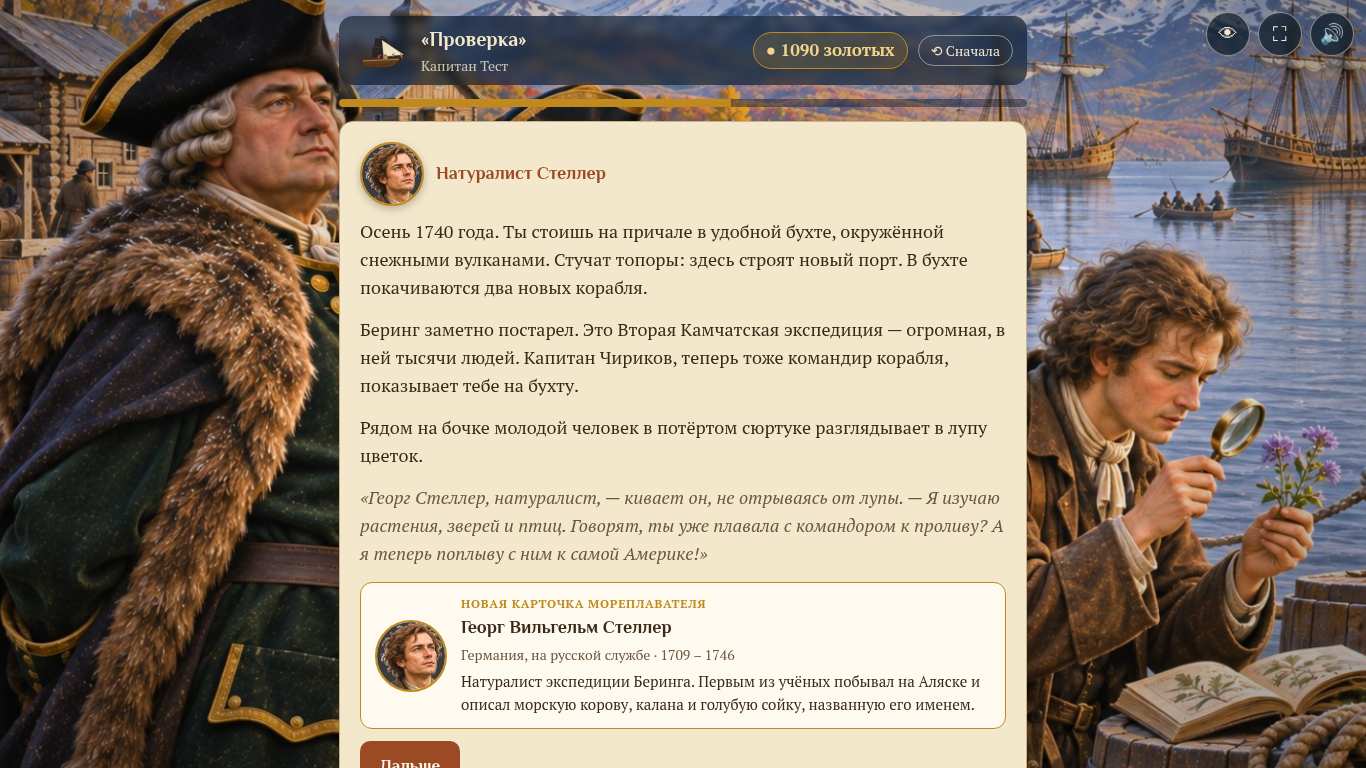 «Проверка»
Капитан Тест
● 1090 золотых
⟲ Сначала
Натуралист Стеллер
Осень 1740 года. Ты стоишь на причале в удобной бухте, окружённой
снежными вулканами. Стучат топоры: здесь строят новый порт. В бухте
покачиваются два новых корабля.
Беринг заметно постарел. Это Вторая Камчатская экспедиция — огромная, в
ней тысячи людей. Капитан Чириков, теперь тоже командир корабля,
показывает тебе на бухту.
Рядом на бочке молодой человек в потёртом сюртуке разглядывает в лупу
цветок.
«Георг Стеллер, натуралист, — кивает он, не отрываясь от лупы. — Я изучаю
растения, зверей и птиц. Говорят, ты уже плавала с командором к проливу? А
я теперь поплыву с ним к самой Америке!»
НОВАЯ КАРТОЧКА МОРЕПЛАВАТЕЛЯ
Георг Вильгельм Стеллер
Германия, на русской службе · 1709 – 1746
Натуралист экспедиции Беринга. Первым из учёных побывал на Аляске и
описал морскую корову, калана и голубую сойку, названную его именем.
Дальше